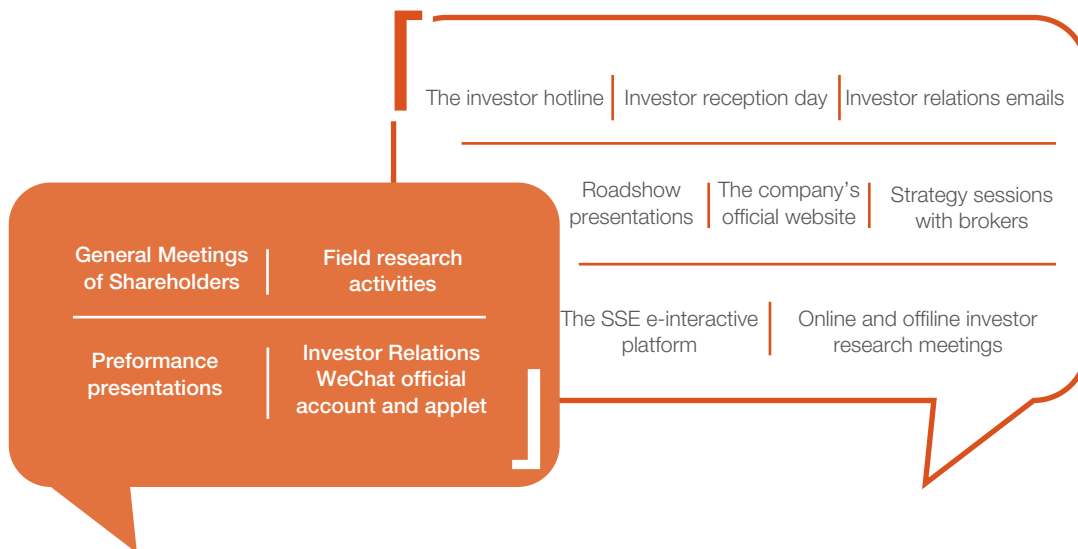 The investor hotline
Investor reception day
Investor relations emails
Roadshow
presentations
The company's
official website
Strategy sessions
with brokers
The SSE e-interactive
platform
Online and offiline investor
research meetings
General Meetings
of Shareholders
Field research
activities
Preformance
presentations
Investor Relations
WeChat official
account and applet